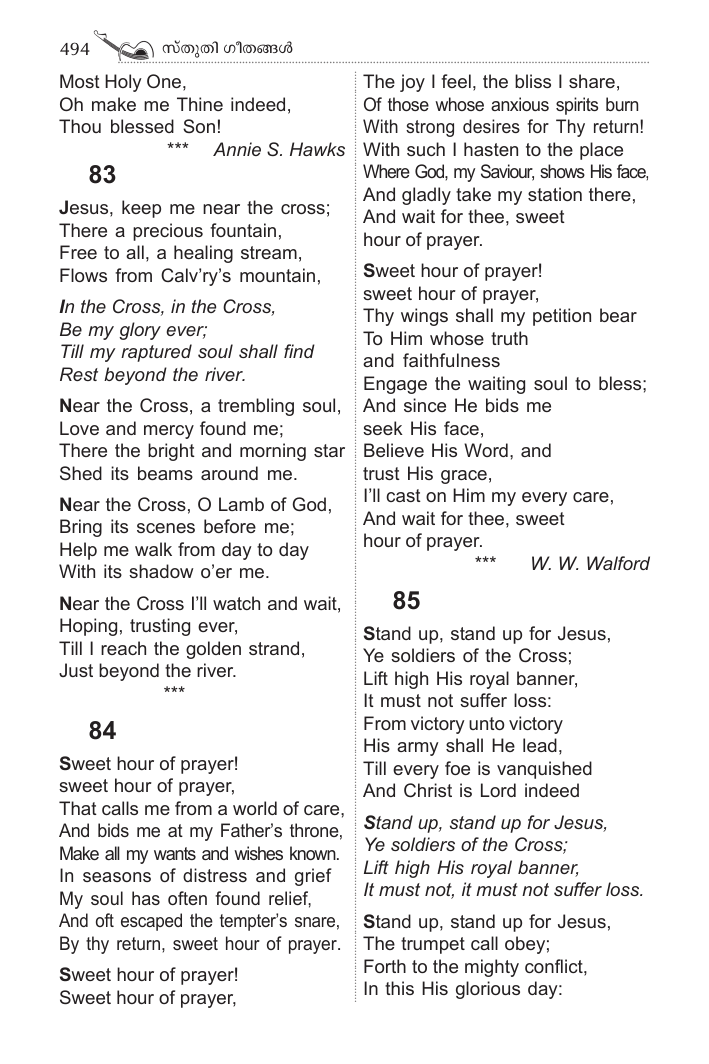 494 സ്തുതി ഗീതങ്ങൾ
Most Holy One,
Oh make me Thine indeed,
Thou blessed Son!
*** Annie S. Hawks
83
Jesus, keep me near the cross;
There a precious fountain,
Free to all, a healing stream,
Flows from Calv'ry's mountain,
In the Cross, in the Cross,
Be my glory ever;
Till my raptured soul shall find
Rest beyond the river.
Near the Cross, a trembling soul,
Love and mercy found me;
There the bright and morning star
Shed its beams around me.
Near the Cross, O Lamb of God,
Bring its scenes before me;
Help me walk from day to day
With its shadow o'er me.
Near the Cross I'll watch and wait,
Hoping, trusting ever,
Till I reach the golden strand,
Just beyond the river.
***
84
Sweet hour of prayer!
sweet hour of prayer,
That calls me from a world of care,
And bids me at my Father's throne,
Make all my wants and wishes known.
In seasons of distress and grief
My soul has often found relief,
And oft escaped the tempter's snare,
By thy return, sweet hour of prayer.
Sweet hour of prayer!
Sweet hour of prayer,
The joy I feel, the bliss I share,
Of those whose anxious spirits burn
With strong desires for Thy return!
With such I hasten to the place
Where God, my Saviour, shows His face,
And gladly take my station there,
And wait for thee, sweet
hour of prayer.
Sweet hour of prayer!
sweet hour of prayer,
Thy wings shall my petition bear
To Him whose truth
and faithfulness
Engage the waiting soul to bless;
And since He bids me
seek His face,
Believe His Word, and
trust His grace,
I'll cast on Him my every care,
And wait for thee, sweet
hour of prayer.
*** W. W. Walford
85
Stand up, stand up for Jesus,
Ye soldiers of the Cross;
Lift high His royal banner,
It must not suffer loss:
From victory unto victory
His army shall He lead,
Till every foe is vanquished
And Christ is Lord indeed
Stand up, stand up for Jesus,
Ye soldiers of the Cross;
Lift high His royal banner,
It must not, it must not suffer loss.
Stand up, stand up for Jesus,
The trumpet call obey;
Forth to the mighty conflict,
In this His glorious day: